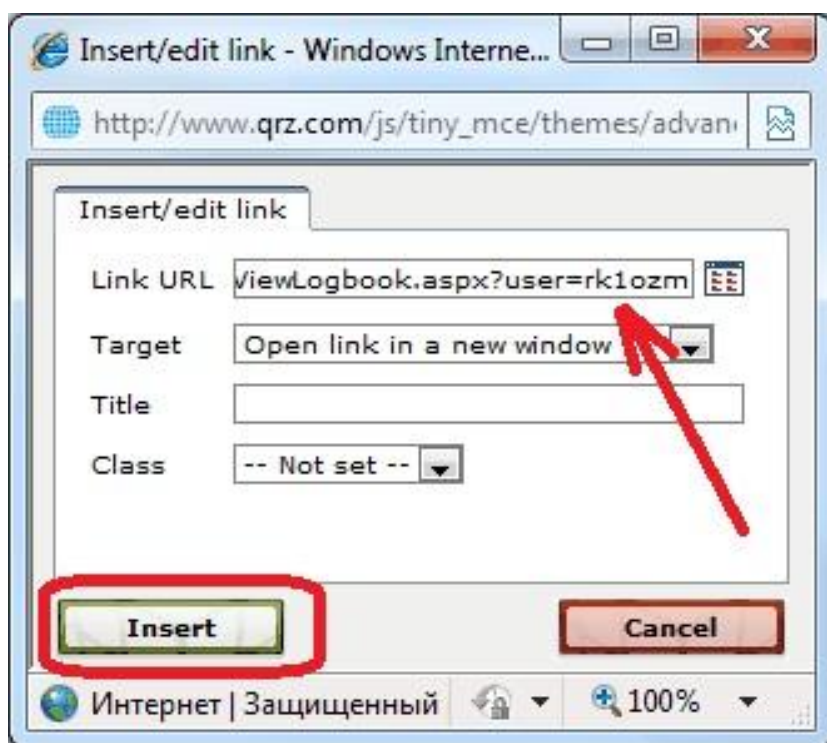 Insert/edit link - Windows Interne...
http://www.qrz.com/js/tiny_mce/themes/advan
Insert/edit link
Link URL ViewLogbook.aspx?user=rk1ozm
Target Open link in a new window
Title
Class -- Not set --
Insert Cancel
Интернет | Защищенный 100%